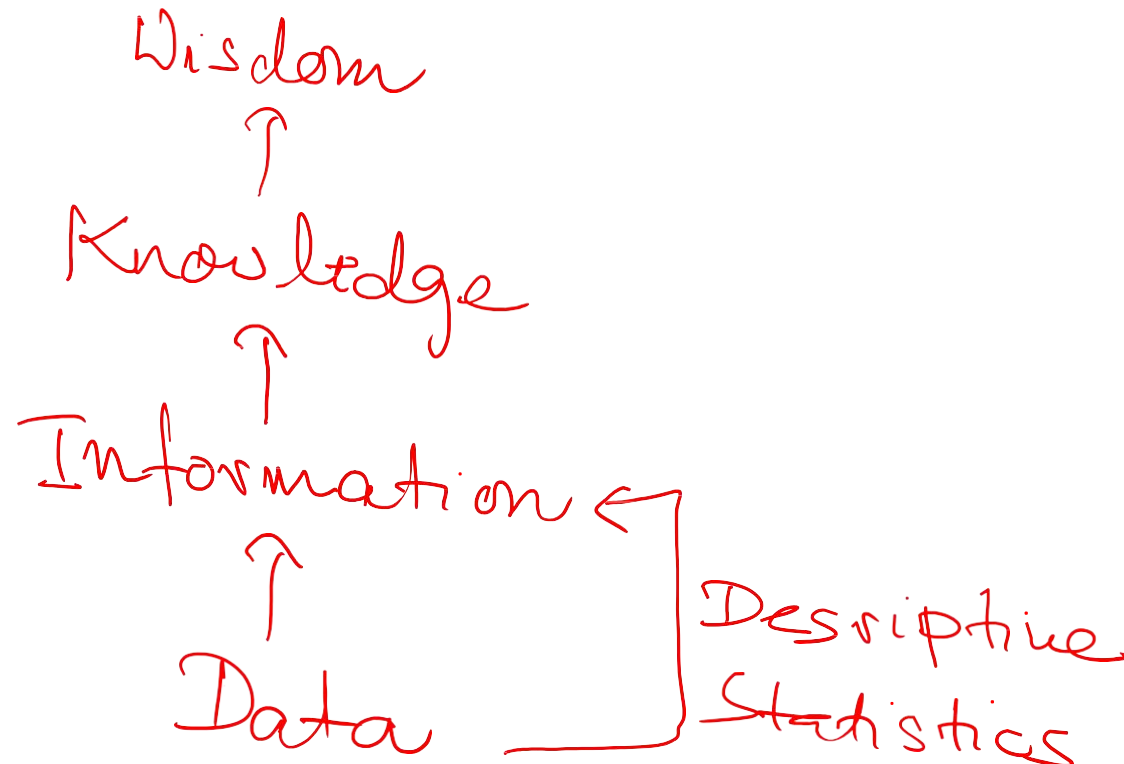 Wisdom
Knowledge
Information
Desriptive
Statistics
Data